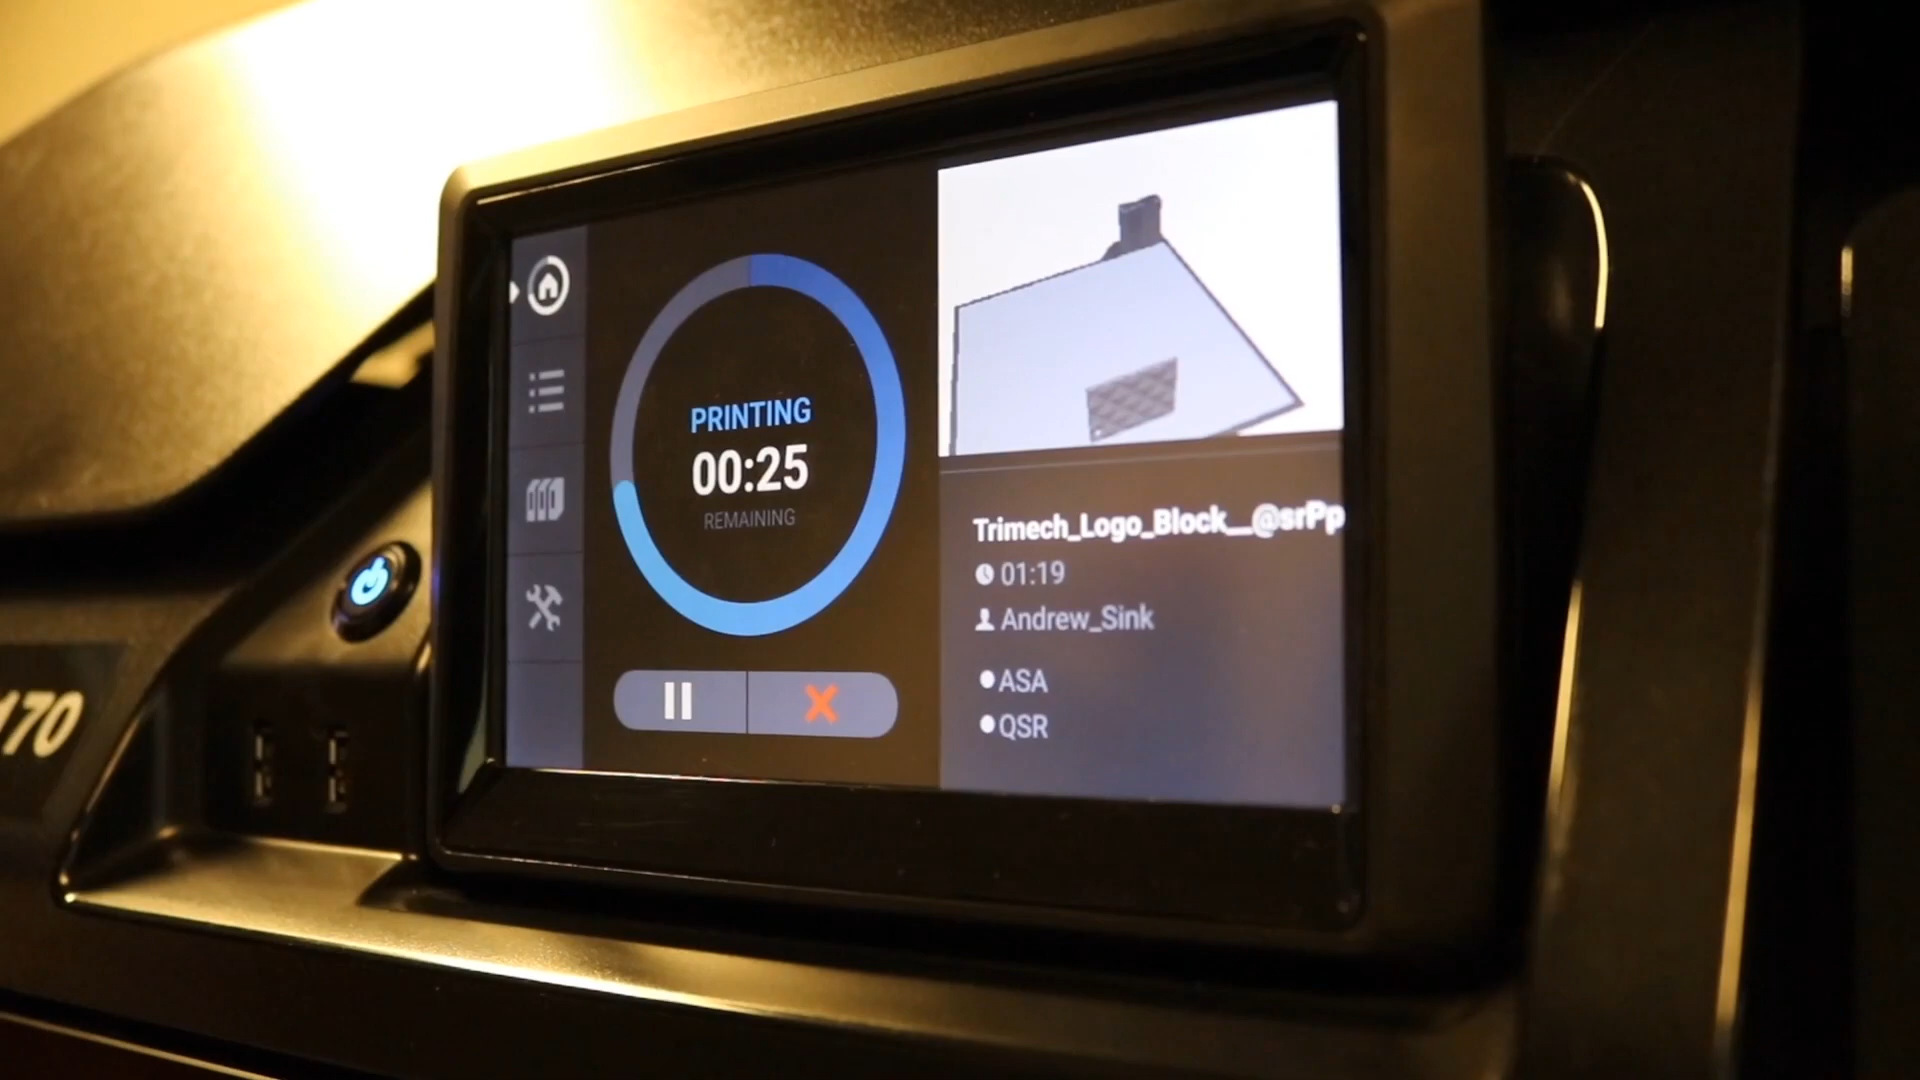 PRINTING
00:25
REMAINING
Trimech_Logo_Block__@srPp
01:19
Andrew_Sink
ASA
QSR
170